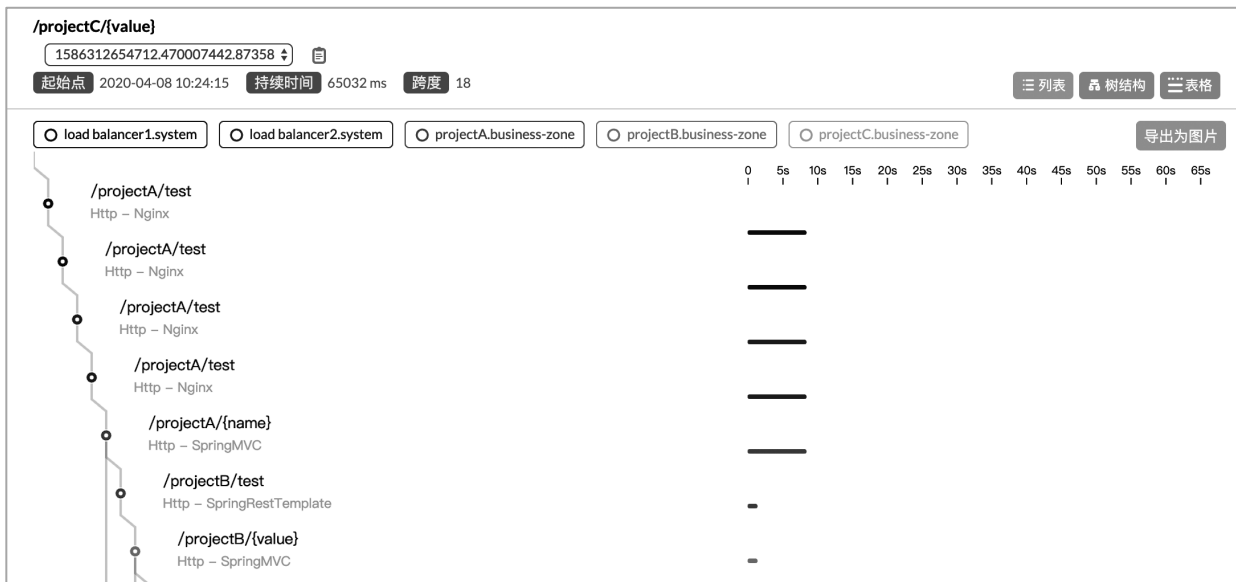 /projectC/{value}
1586312654712.470007442.87358
起始点 2020-04-08 10:24:15 持续时间 65032 ms 跨度 18
列表 树结构 表格
load balancer1.system load balancer2.system projectA.business-zone projectB.business-zone projectC.business-zone 导出为图片
0 5s 10s 15s 20s 25s 30s 35s 40s 45s 50s 55s 60s 65s
/projectA/test
Http – Nginx
/projectA/test
Http – Nginx
/projectA/test
Http – Nginx
/projectA/test
Http – Nginx
/projectA/{name}
Http – SpringMVC
/projectB/test
Http – SpringRestTemplate
/projectB/{value}
Http – SpringMVC